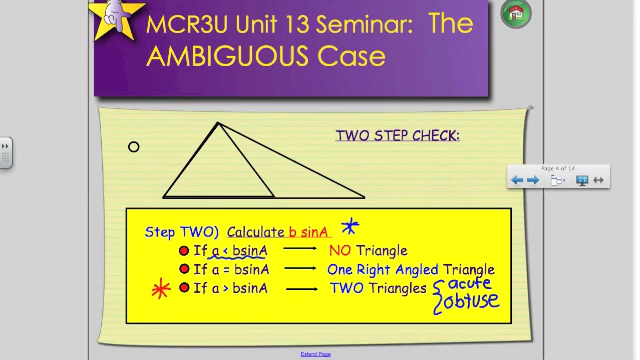 MCR3U Unit 13 Seminar: The
AMBIGUOUS Case
TWO STEP CHECK:
Page 4 of 14
Step TWO) Calculate b sinA *
If a < bsinA → NO Triangle
If a = bsinA → One Right Angled Triangle
* If a > bsinA → TWO Triangles { acute
obtuse
Extend Page